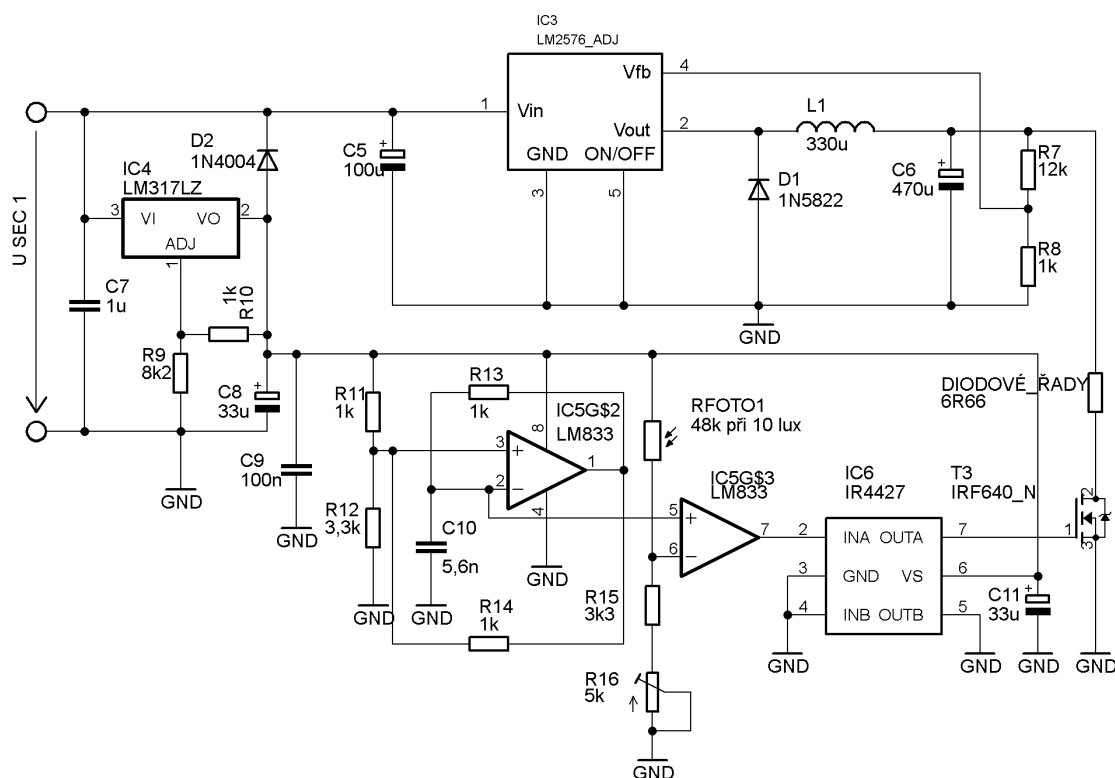 IC3
LM2576_ADJ
Vfb 4
1 Vin
Vout 2
GND ON/OFF
3 5
L1
330u
D2
1N4004
C5
100u
+
IC4
LM317LZ
3 VI VO 2
ADJ
1
D1
1N5822
C6
470u
+
R7
12k
R8
1k
U SEC 1
C7
1u
1k
R10
R9
8k2
C8
33u
+
GND
GND
C9
100n
GND
R11
1k
R12
3,3k
GND
R13
1k
IC5G$2
LM833
8
3 +
2 −
1
4
GND
C10
5,6n
GND
R14
1k
RFOTO1
48k při 10 lux
IC5G$3
LM833
5 +
6 −
7
R15
3k3
R16
5k
GND
IC6
IR4427
2 INA OUTA 7
3 GND VS 6
4 INB OUTB 5
GND
GND
DIODOVÉ_ŘADY
6R66
T3
IRF640_N
2
1
3
C11
33u
+
GND
GND